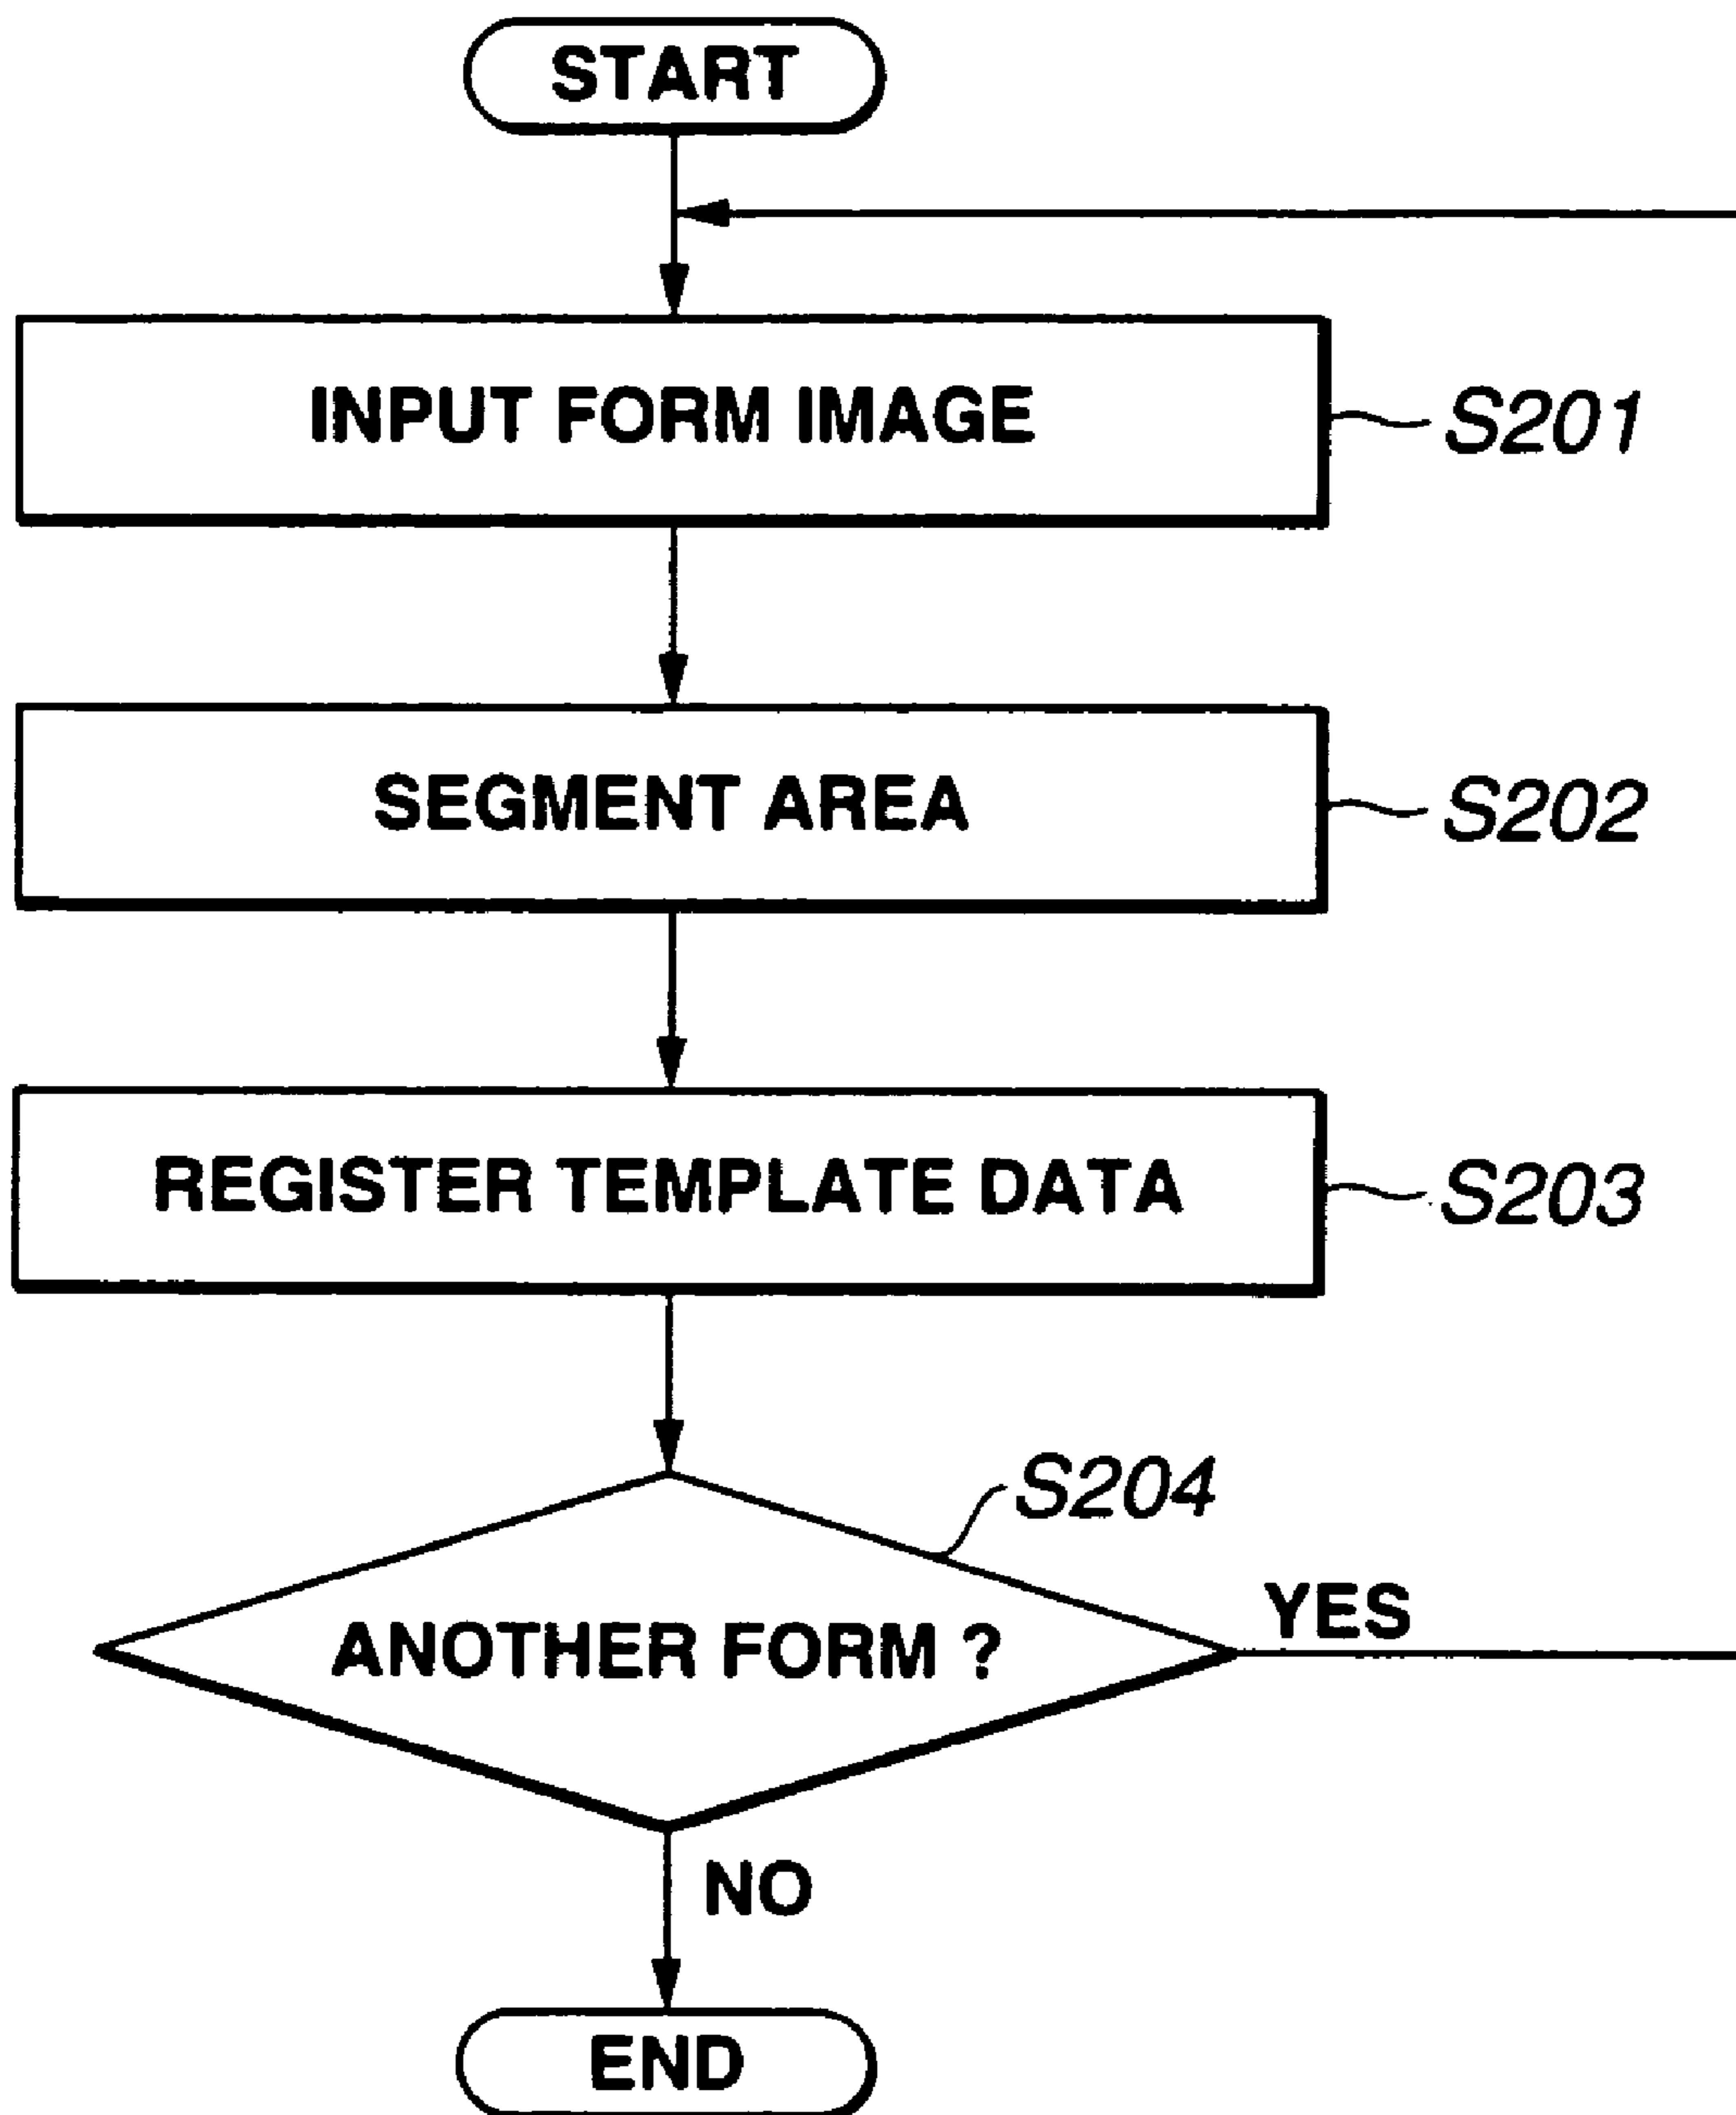 START
INPUT FORM IMAGE
S201
SEGMENT AREA
S202
REGISTER TEMPLATE DATA
S203
S204
ANOTHER FORM ?
YES
NO
END